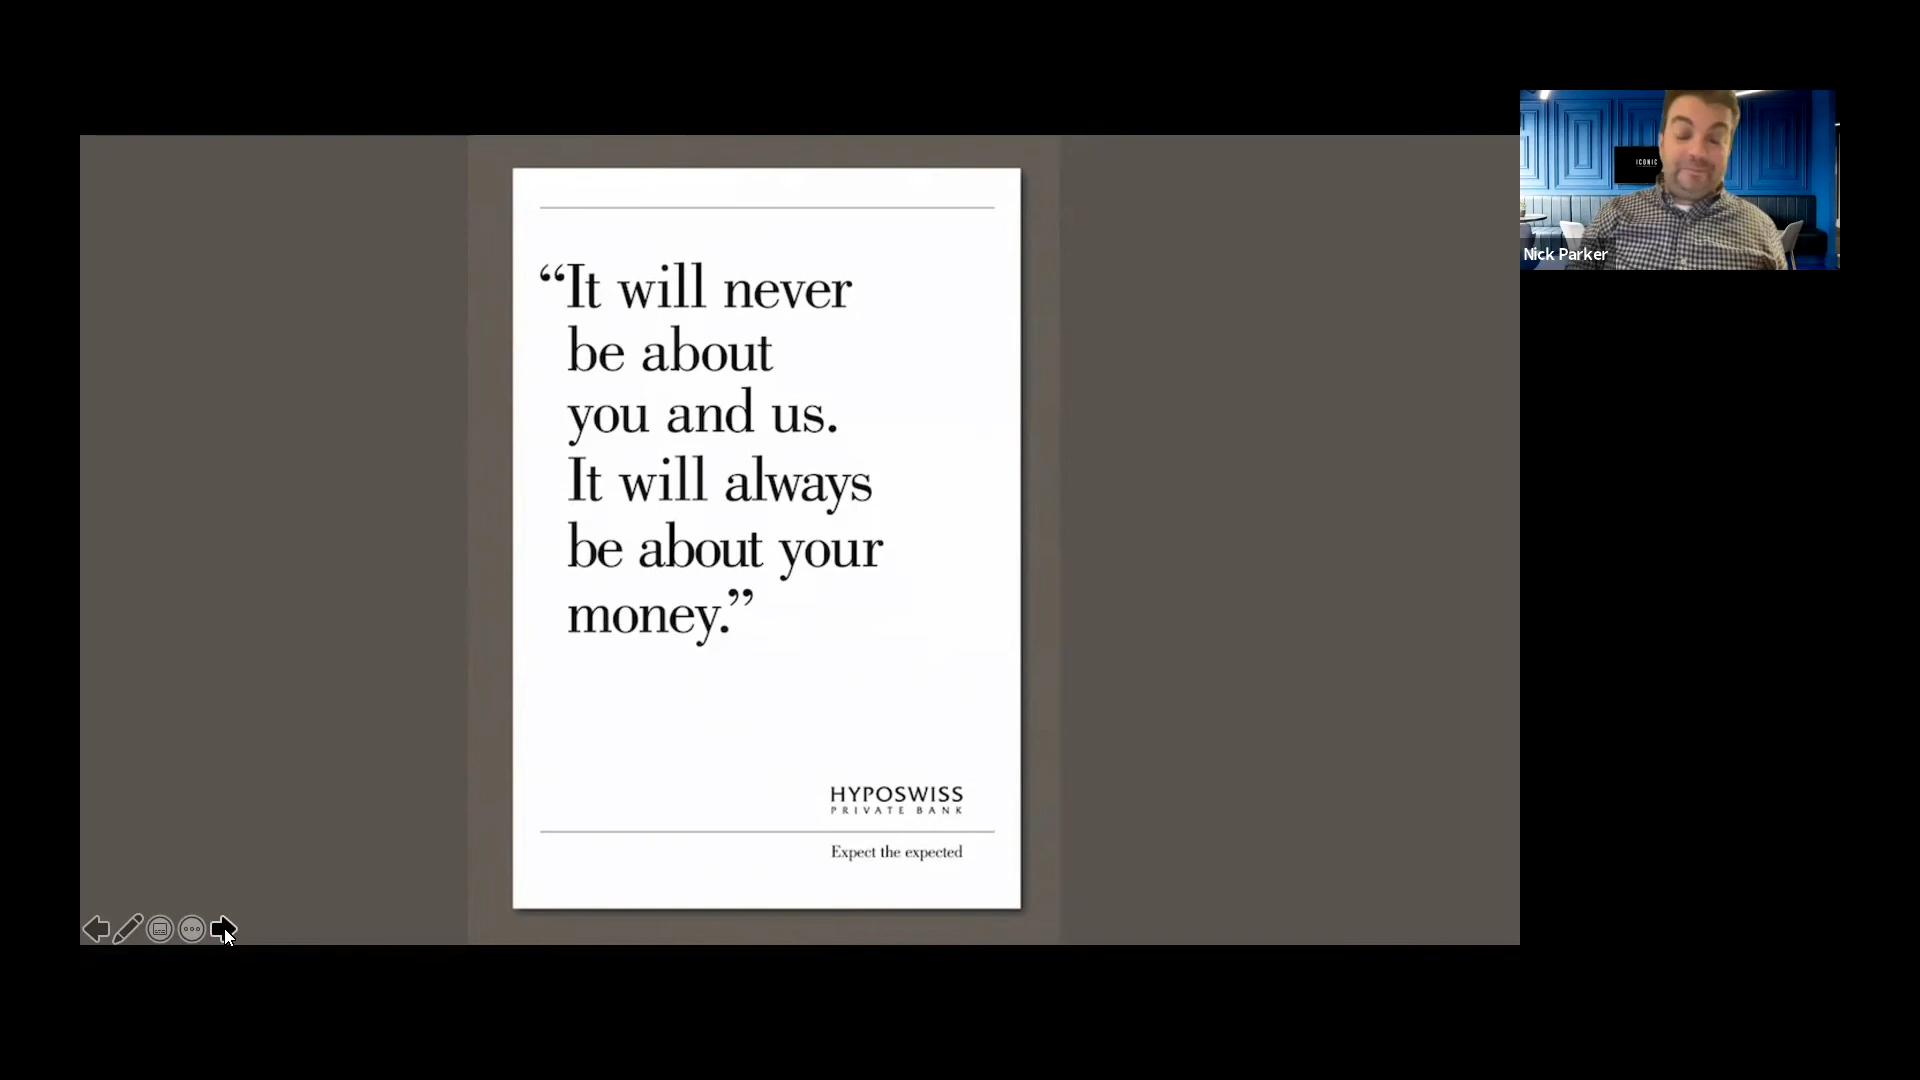 “It will never
be about
you and us.
It will always
be about your
money.”
HYPOSWISS
PRIVATE BANK
Expect the expected
ICONIC
Nick Parker